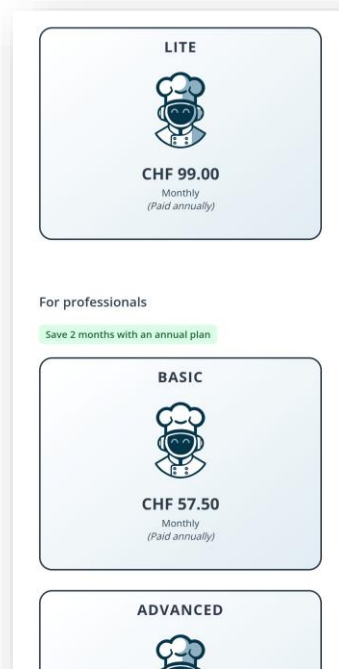 LITE
CHF 99.00
Monthly
(Paid annually)
For professionals
Save 2 months with an annual plan
BASIC
CHF 57.50
Monthly
(Paid annually)
ADVANCED